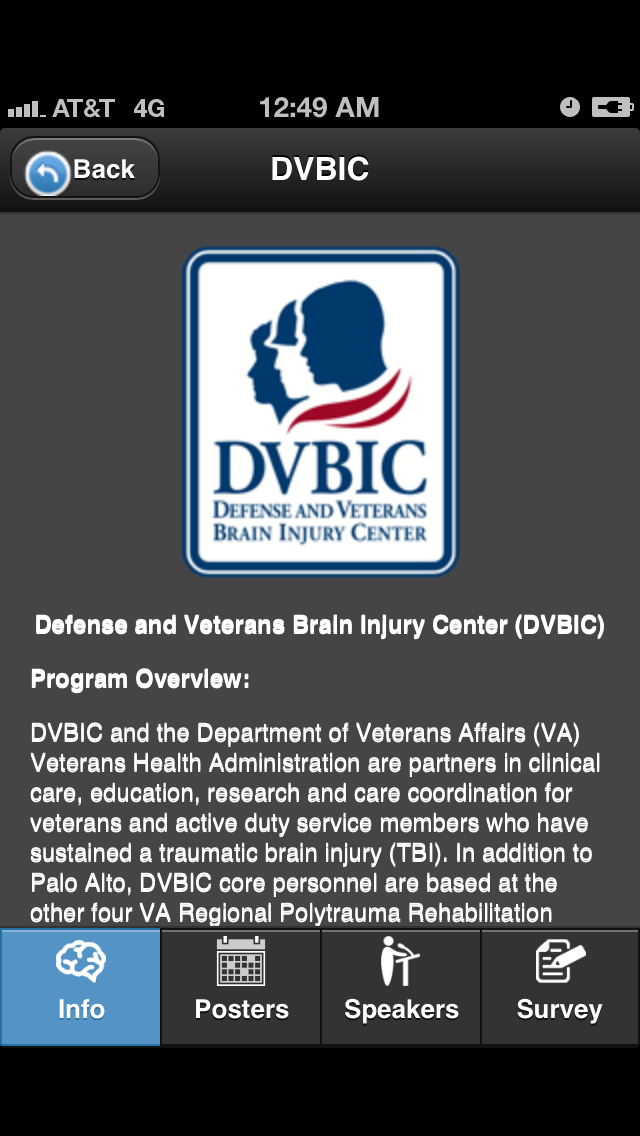 AT&T 4G 12:49 AM
Back DVBIC
DVBIC
DEFENSE AND VETERANS
BRAIN INJURY CENTER
Defense and Veterans Brain Injury Center (DVBIC)
Program Overview:
DVBIC and the Department of Veterans Affairs (VA)
Veterans Health Administration are partners in clinical
care, education, research and care coordination for
veterans and active duty service members who have
sustained a traumatic brain injury (TBI). In addition to
Palo Alto, DVBIC core personnel are based at the
other four VA Regional Polytrauma Rehabilitation
Info Posters Speakers Survey